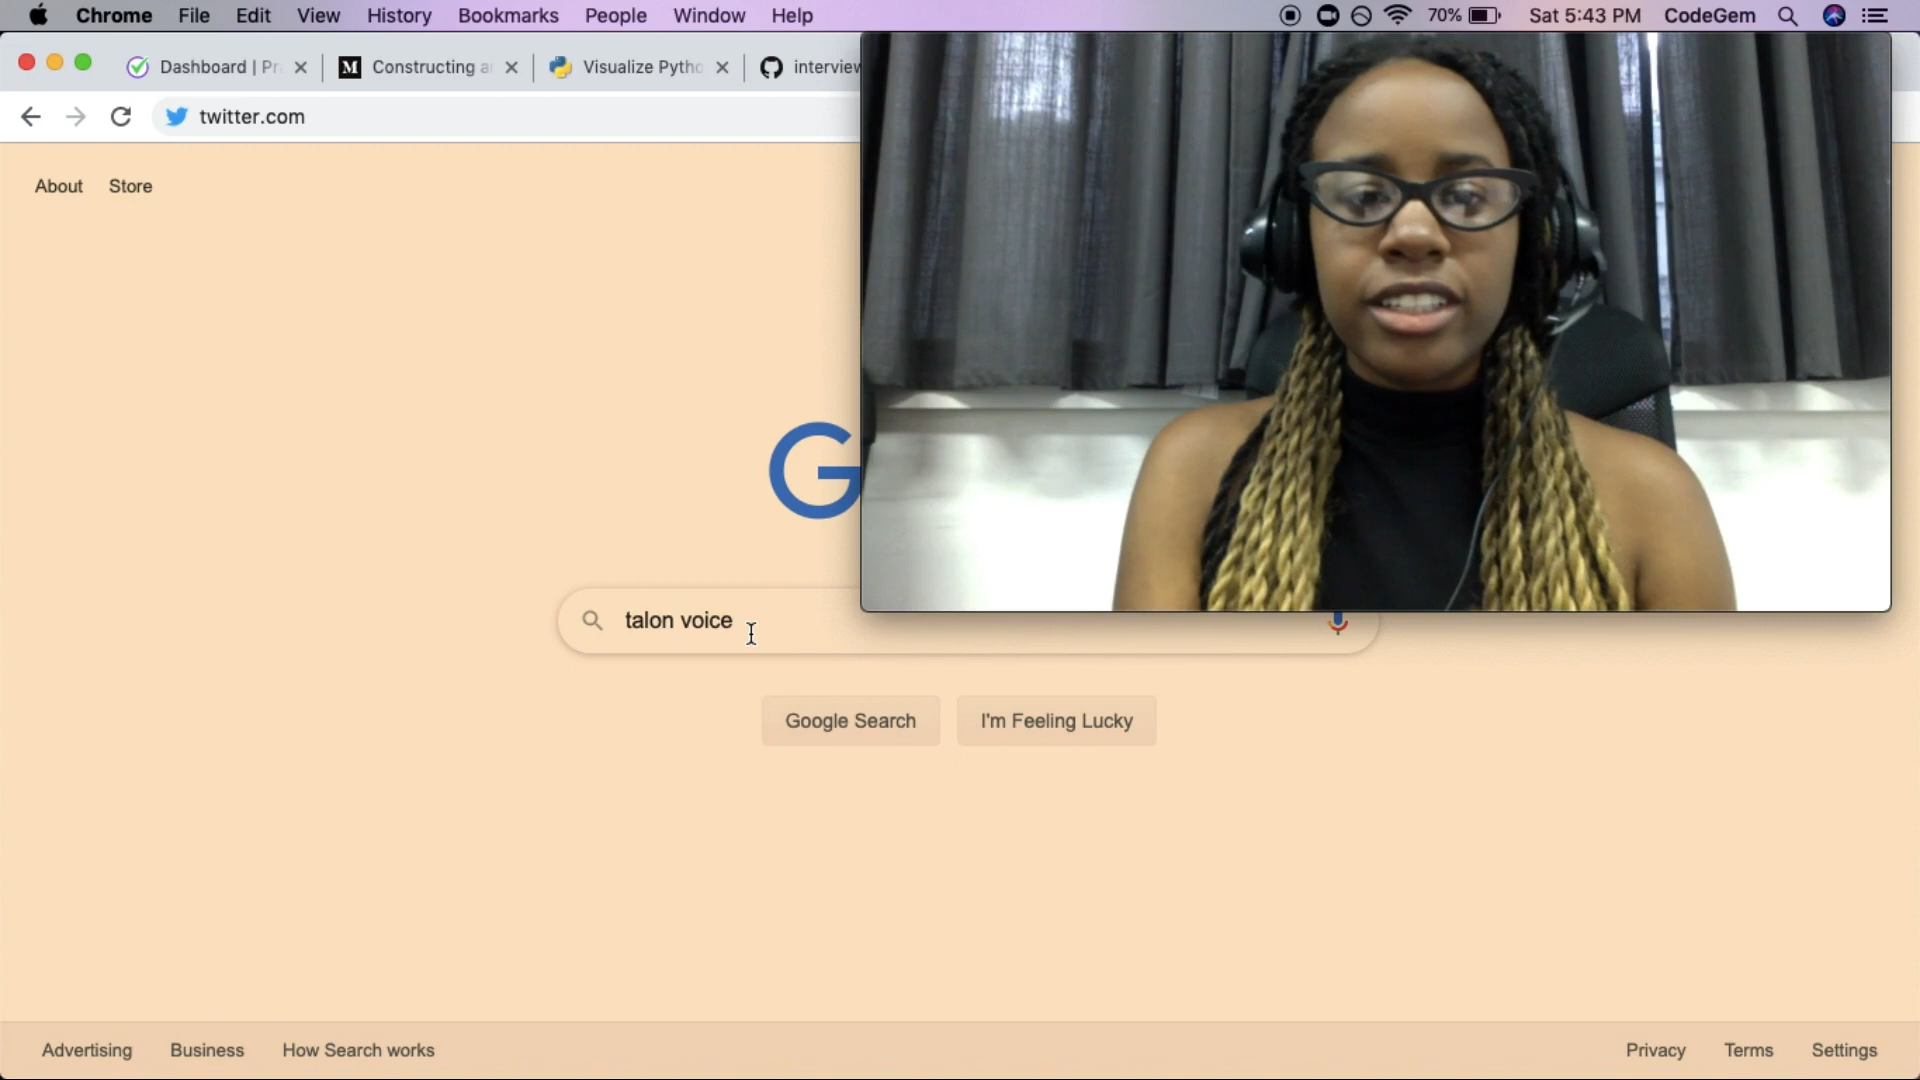 Chrome File Edit View History Bookmarks People Window Help 70% Sat 5:43 PM CodeGem
Dashboard | Pr Constructing a Visualize Pytho interview
twitter.com
About Store
G
talon voice
Google Search I'm Feeling Lucky
Advertising Business How Search works Privacy Terms Settings